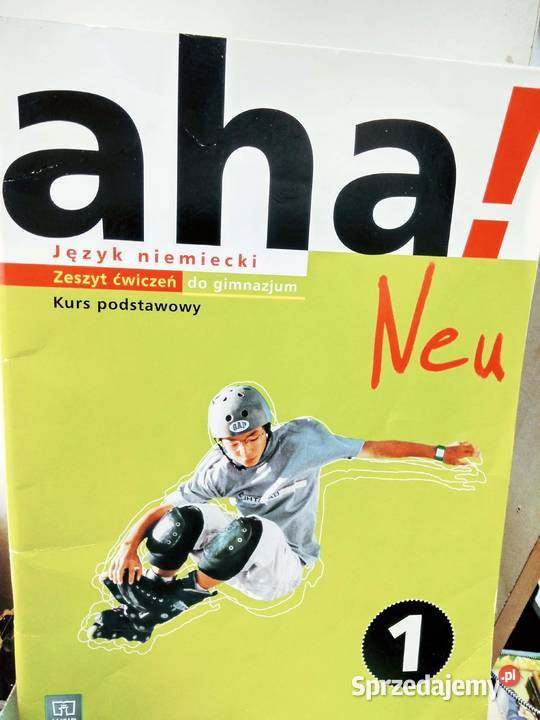 aha!
Język niemiecki
Zeszyt ćwiczeń do gimnazjum
Kurs podstawowy
Neu
1
Sprzedajemy.pl